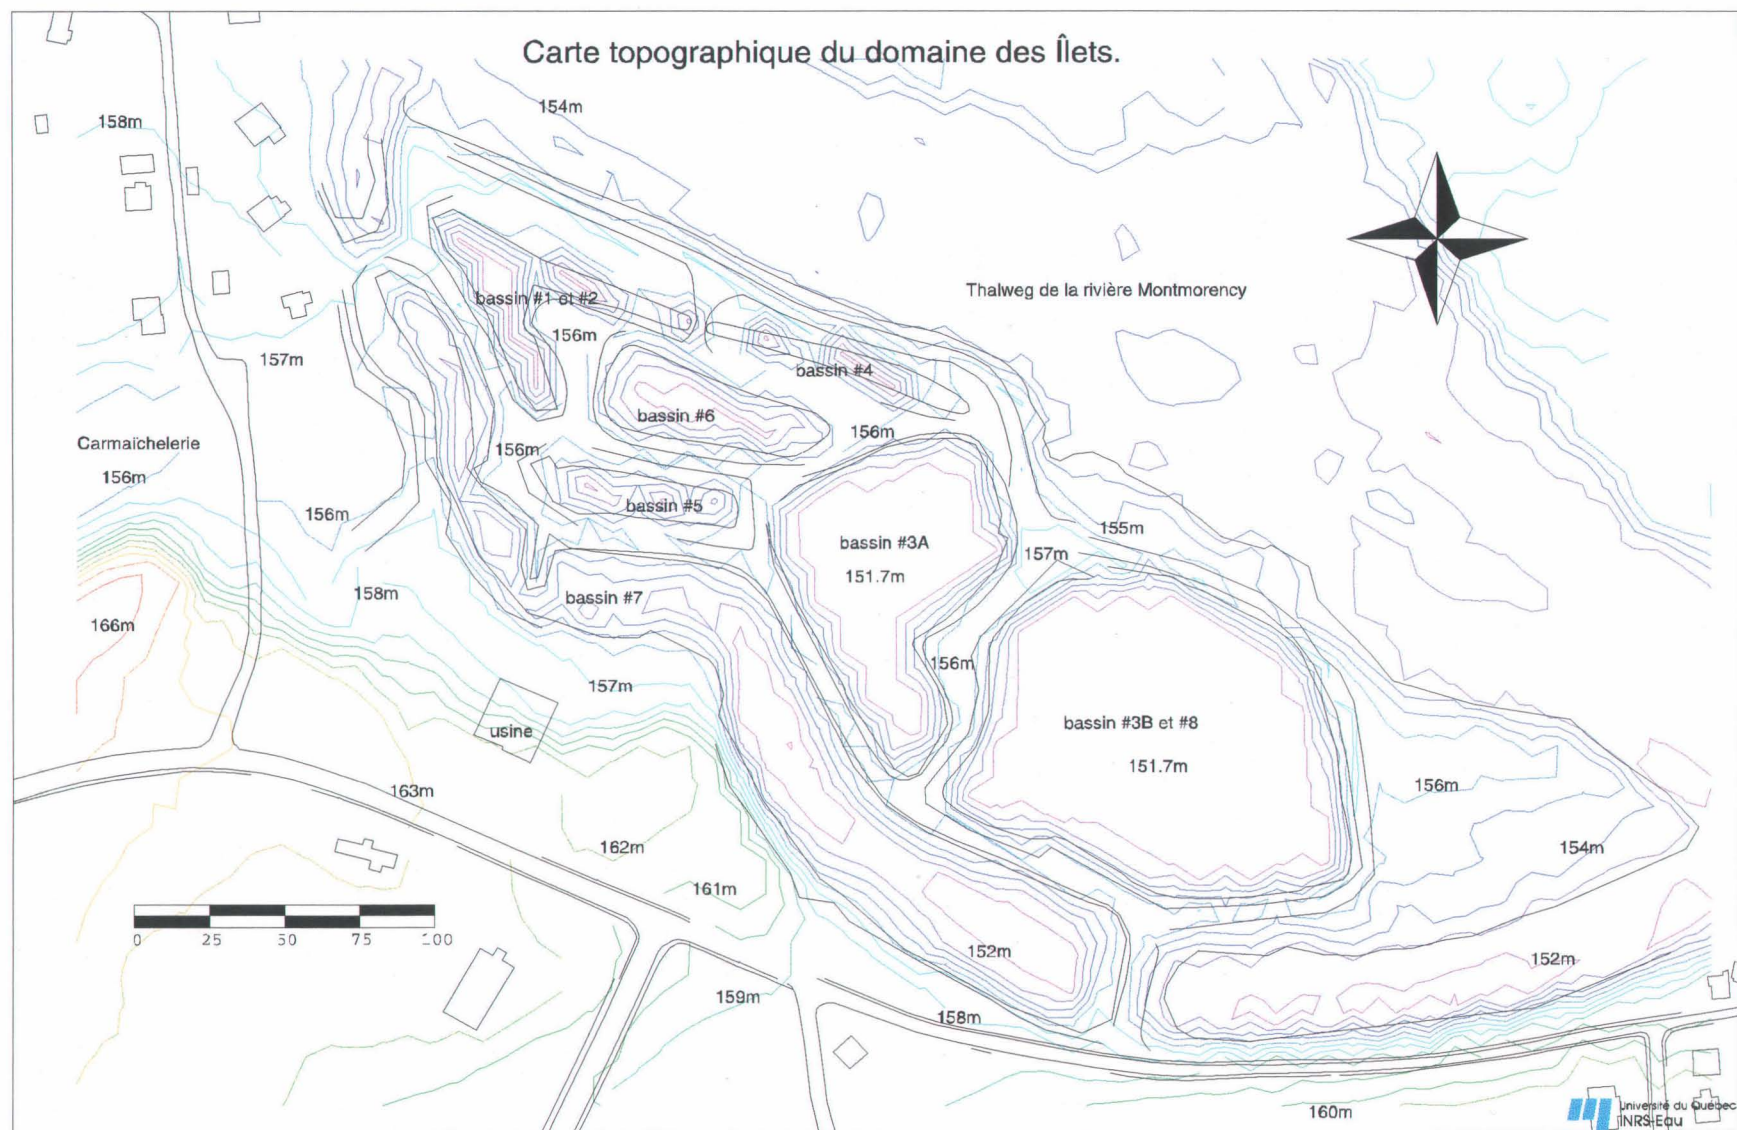 Carte topographique du domaine des Îlets.
154m
158m
Thalweg de la rivière Montmorency
bassin #1 et #2
156m
157m
bassin #4
bassin #6
156m
Carmaïchelerie
156m
156m
bassin #5
156m
155m
bassin #3A
157m
151.7m
158m
bassin #7
166m
156m
157m
bassin #3B et #8
usine
151.7m
156m
163m
162m
154m
161m
0 25 50 75 100
152m
152m
159m
158m
160m
Université du Québec
INRS-Eau